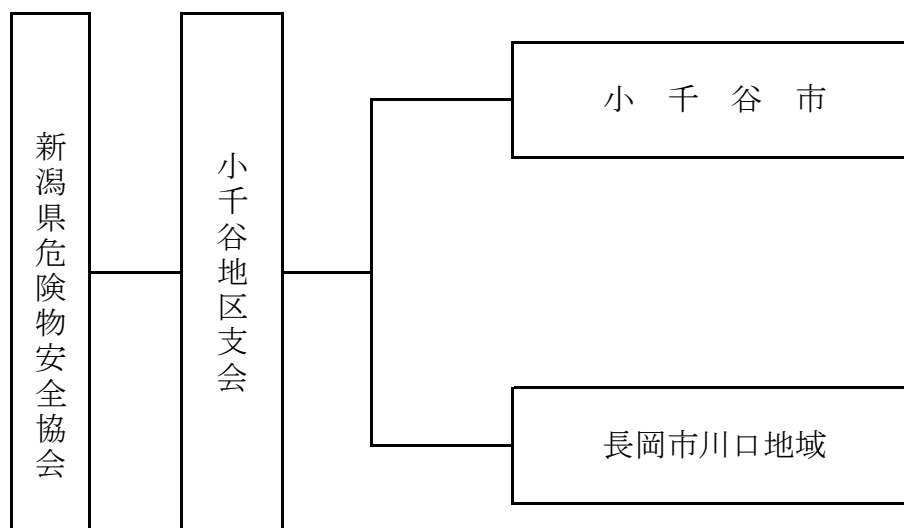 新潟県危険物安全協会
小千谷地区支会
小　千　谷　市
長岡市川口地域